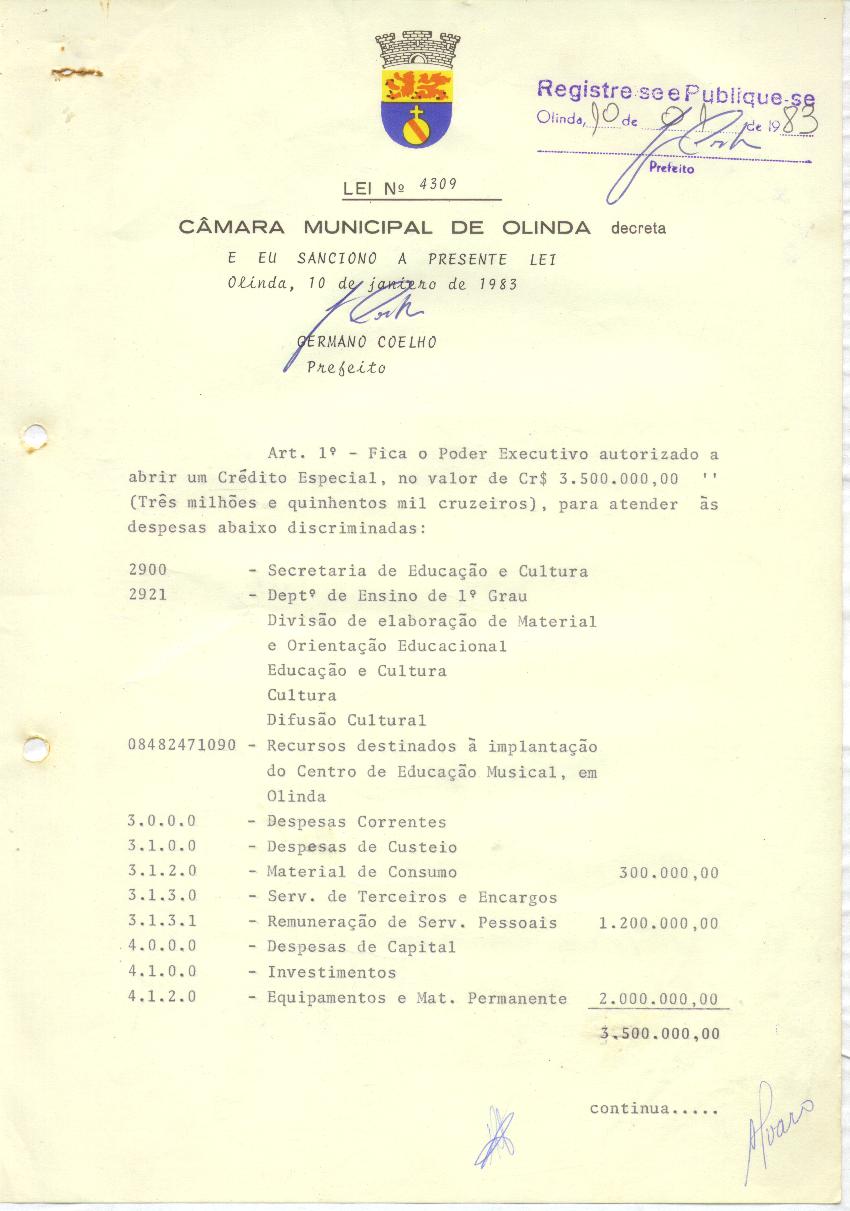 Registre-se e Publique-se
Olinda, 10 de 01 de 1983
Prefeito
LEI Nº 4309
CÂMARA MUNICIPAL DE OLINDA decreta
E EU SANCIONO A PRESENTE LEI
Olinda, 10 de janeiro de 1983
GERMANO COELHO
Prefeito
Art. 1º - Fica o Poder Executivo autorizado a
abrir um Crédito Especial, no valor de Cr$ 3.500.000,00 ''
(Três milhões e quinhentos mil cruzeiros), para atender às
despesas abaixo discriminadas:
2900 - Secretaria de Educação e Cultura
2921 - Deptº de Ensino de 1º Grau
Divisão de elaboração de Material
e Orientação Educacional
Educação e Cultura
Cultura
Difusão Cultural
08482471090 - Recursos destinados à implantação
do Centro de Educação Musical, em
Olinda
3.0.0.0 - Despesas Correntes
3.1.0.0 - Despesas de Custeio
3.1.2.0 - Material de Consumo 300.000,00
3.1.3.0 - Serv. de Terceiros e Encargos
3.1.3.1 - Remuneração de Serv. Pessoais 1.200.000,00
4.0.0.0 - Despesas de Capital
4.1.0.0 - Investimentos
4.1.2.0 - Equipamentos e Mat. Permanente 2.000.000,00
3.500.000,00
continua.....
Alvaro